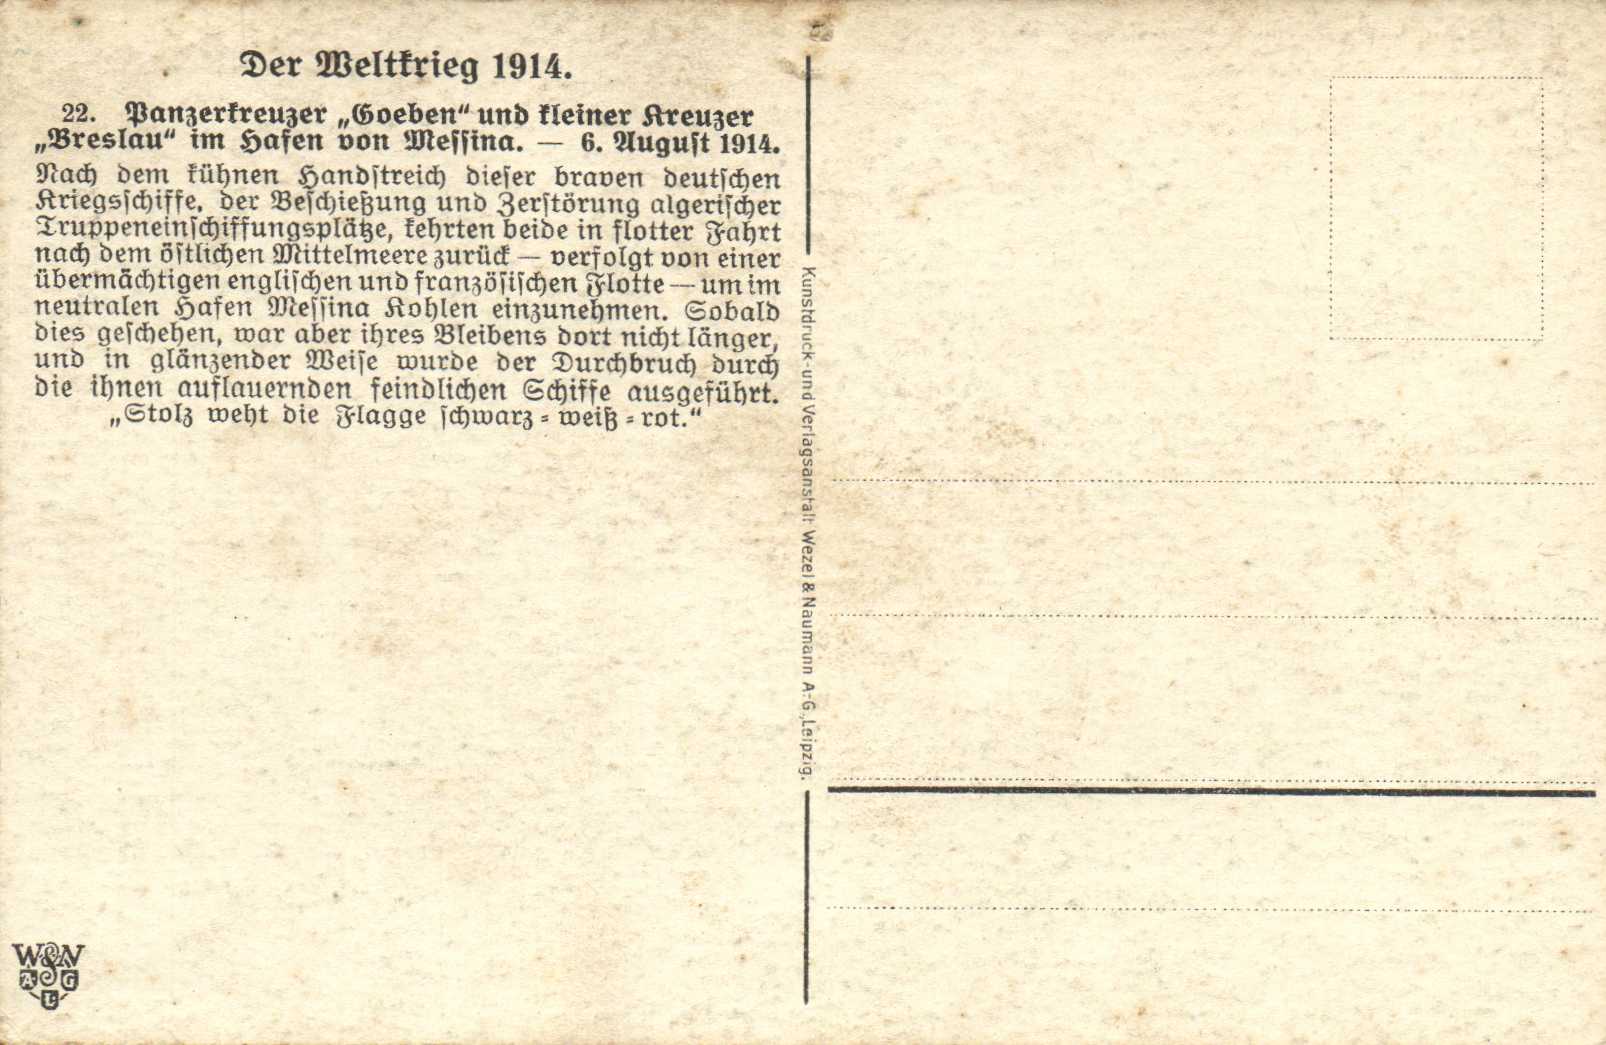 Der Weltkrieg 1914.
22. Panzerkreuzer „Goeben“ und kleiner Kreuzer
„Breslau“ im Hafen von Messina. — 6. August 1914.
Nach dem kühnen Handstreich dieser braven deutschen
Kriegsschiffe, der Beschießung und Zerstörung algerischer
Truppeneinschiffungsplätze, kehrten beide in flotter Fahrt
nach dem östlichen Mittelmeere zurück — verfolgt von einer
übermächtigen englischen und französischen Flotte — um im
neutralen Hafen Messina Kohlen einzunehmen. Sobald
dies geschehen, war aber ihres Bleibens dort nicht länger,
und in glänzender Weise wurde der Durchbruch durch
die ihnen auflauernden feindlichen Schiffe ausgeführt.
„Stolz weht die Flagge schwarz=weiß=rot.“
Kunstdruck- und Verlagsanstalt Wezel & Naumann A.-G., Leipzig.
W&N
A G
L